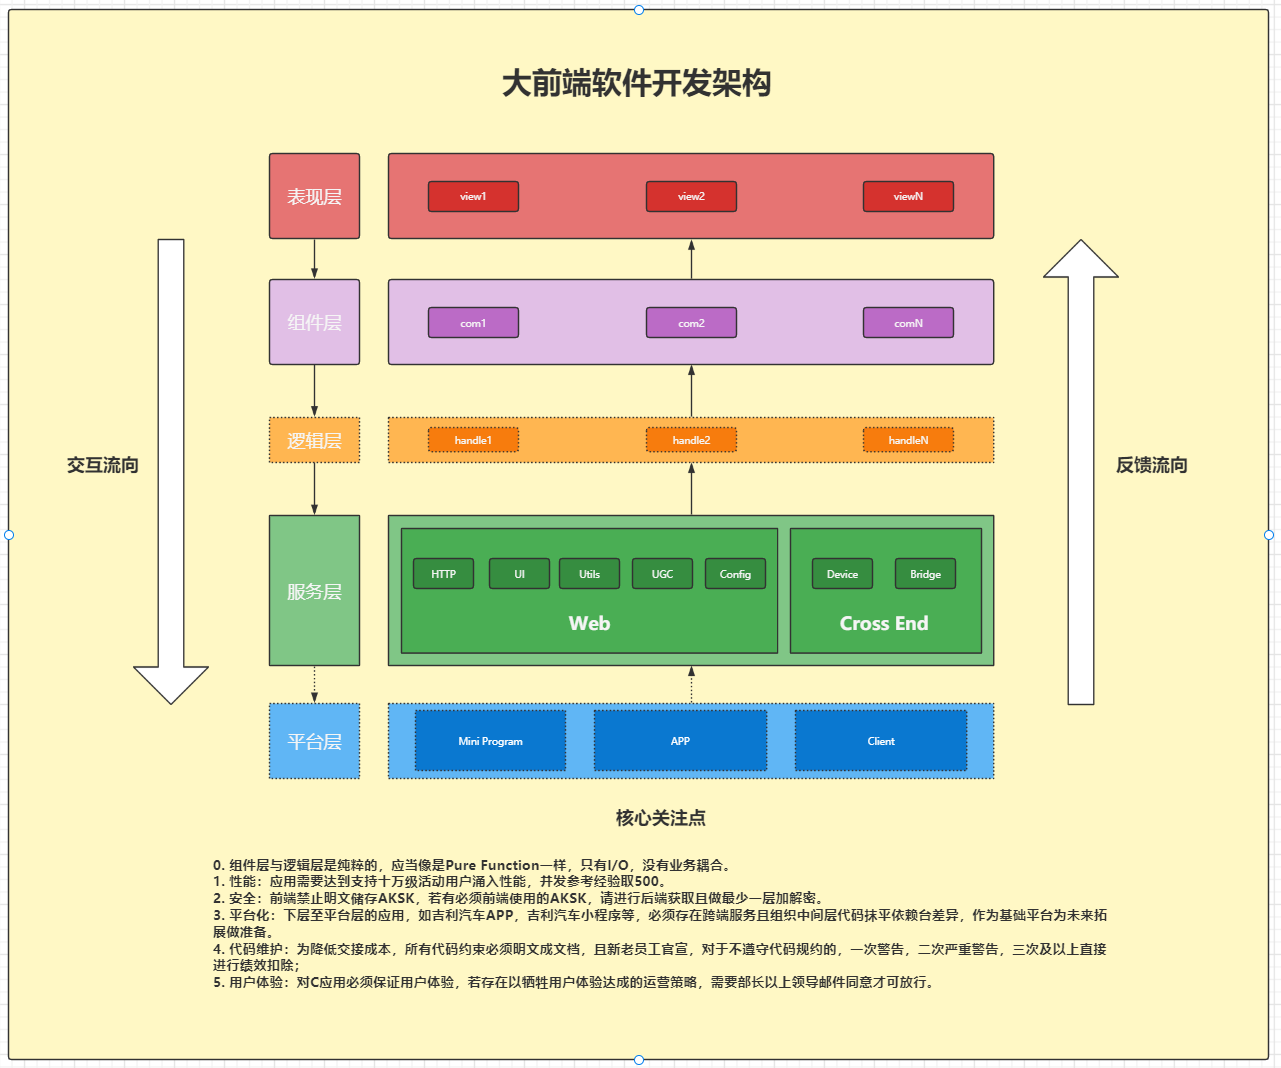 大前端软件开发架构
表现层
view1
view2
viewN
组件层
com1
com2
comN
逻辑层
handle1
handle2
handleN
交互流向
反馈流向
服务层
HTTP
UI
Utils
UGC
Config
Device
Bridge
Web
Cross End
平台层
Mini Program
APP
Client
核心关注点
0. 组件层与逻辑层是纯粹的，应当像是Pure Function一样，只有I/O，没有业务耦合。
1. 性能：应用需要达到支持十万级活动用户涌入性能，并发参考经验取500。
2. 安全：前端禁止明文储存AKSK，若有必须前端使用的AKSK，请进行后端获取且做最少一层加解密。
3. 平台化：下层至平台层的应用，如吉利汽车APP，吉利汽车小程序等，必须存在跨端服务且组织中间层代码抹平依赖台差异，作为基础平台为未来拓
展做准备。
4. 代码维护：为降低交接成本，所有代码约束必须明文成文档，且新老员工官宣，对于不遵守代码规约的，一次警告，二次严重警告，三次及以上直接
进行绩效扣除；
5. 用户体验：对C应用必须保证用户体验，若存在以牺牲用户体验达成的运营策略，需要部长以上领导邮件同意才可放行。